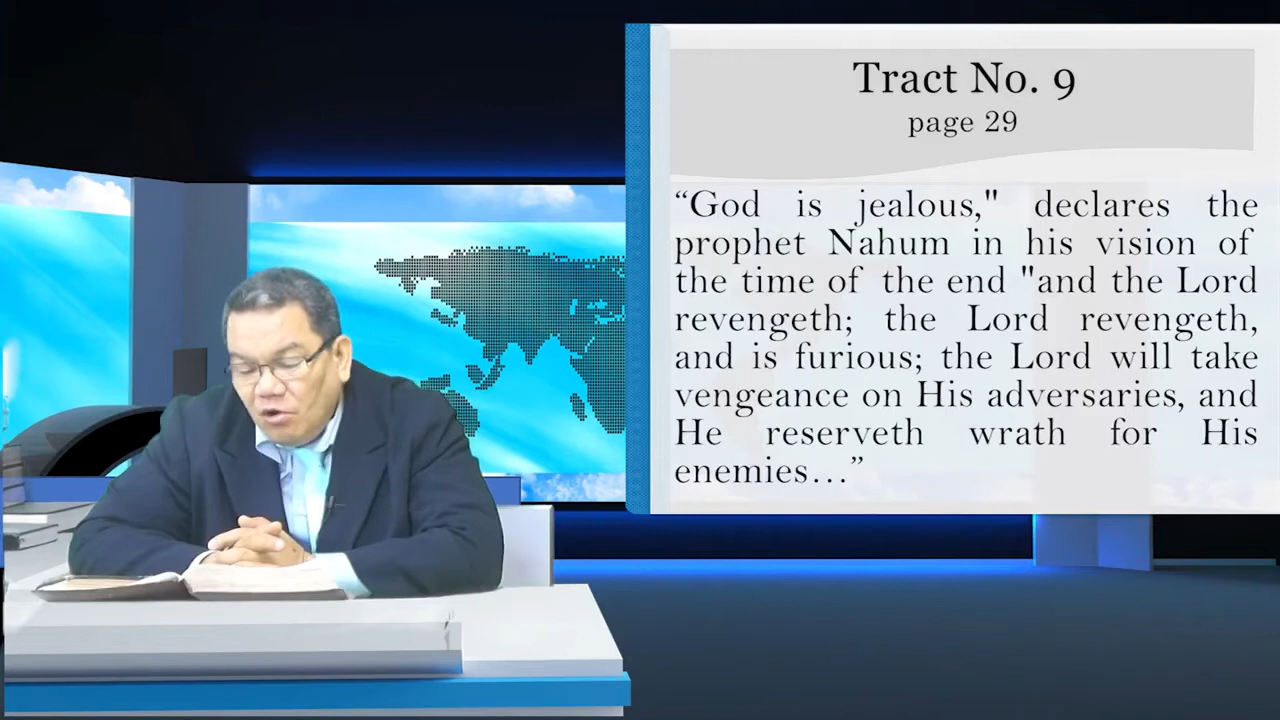 Tract No. 9
page 29
“God is jealous," declares the
prophet Nahum in his vision of
the time of the end "and the Lord
revengeth; the Lord revengeth,
and is furious; the Lord will take
vengeance on His adversaries, and
He reserveth wrath for His
enemies…”